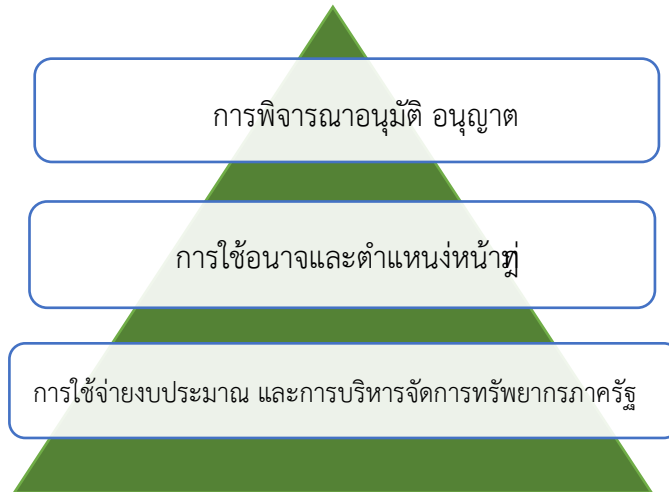 การพิจารณาอนุมัติ อนุญาต
การใช้อนาจและตำแหนง่หน้า
การใช้จ่ายงบประมาณ และการบริหารจัดการทรัพยากรภาครัฐ